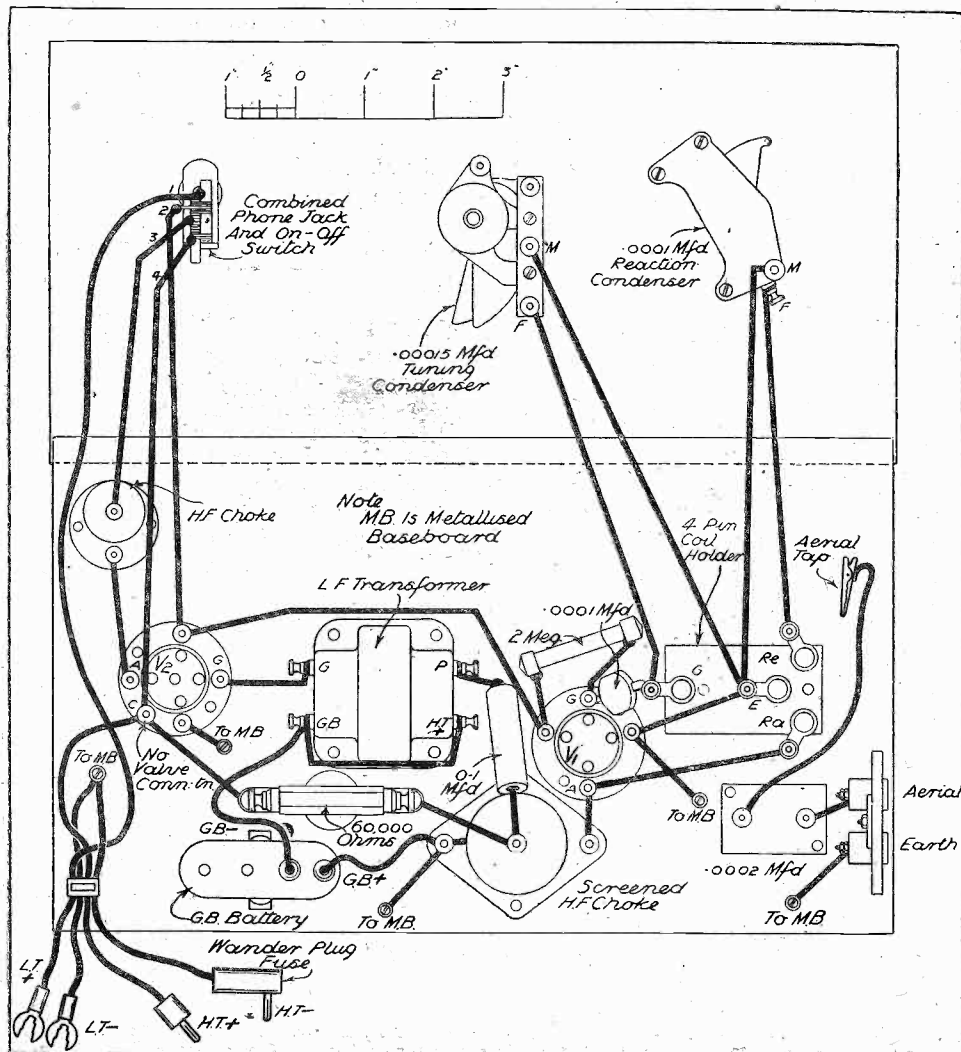 1" ½" 0 1" 2" 3"
1
2
3
4
Combined
Phone Jack
And On-Off
Switch
M
F
.00015 Mfd
Tuning
Condenser
.0001 Mfd
Reaction
Condenser
M
F
H.F Choke
Note
M.B. Is Metallised
Baseboard
L F Transformer
4 Pin
Coil
Holder
Aerial
Tap
.0001 Mfd
2 Meg
A
V2
G
C
G
P
GB
H.T
+
G
V1
A
G
Re
E
Ra
To MB
No
Valve
Conn:tn
To MB
0.1
Mfd
60,000
Ohms
To MB
Aerial
Earth
.0002 Mfd
To M.B
GB-
GB+
G.B. Battery
To M.B.
Screened
H.F. Choke
Wander Plug
Fuse
L.T.
+
L.T-
H.T.+
H.T-